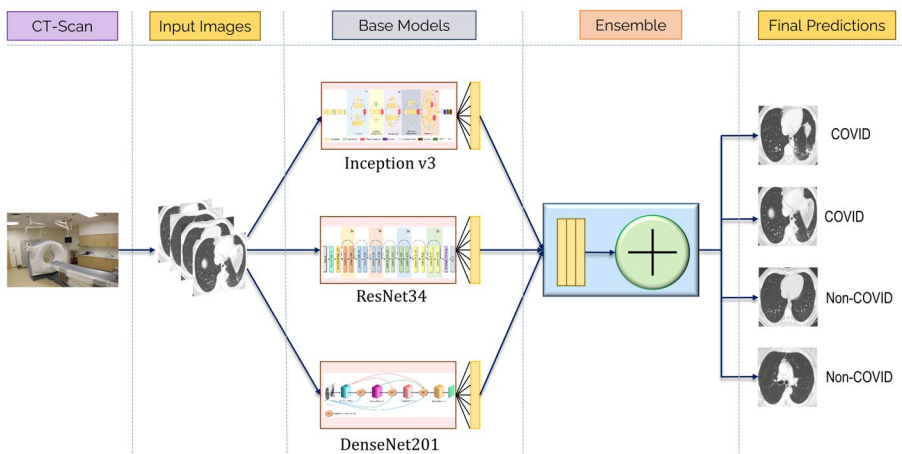 CT-Scan
Input Images
Base Models
Ensemble
Final Predictions
Inception v3
ResNet34
DenseNet201
COVID
COVID
Non-COVID
Non-COVID